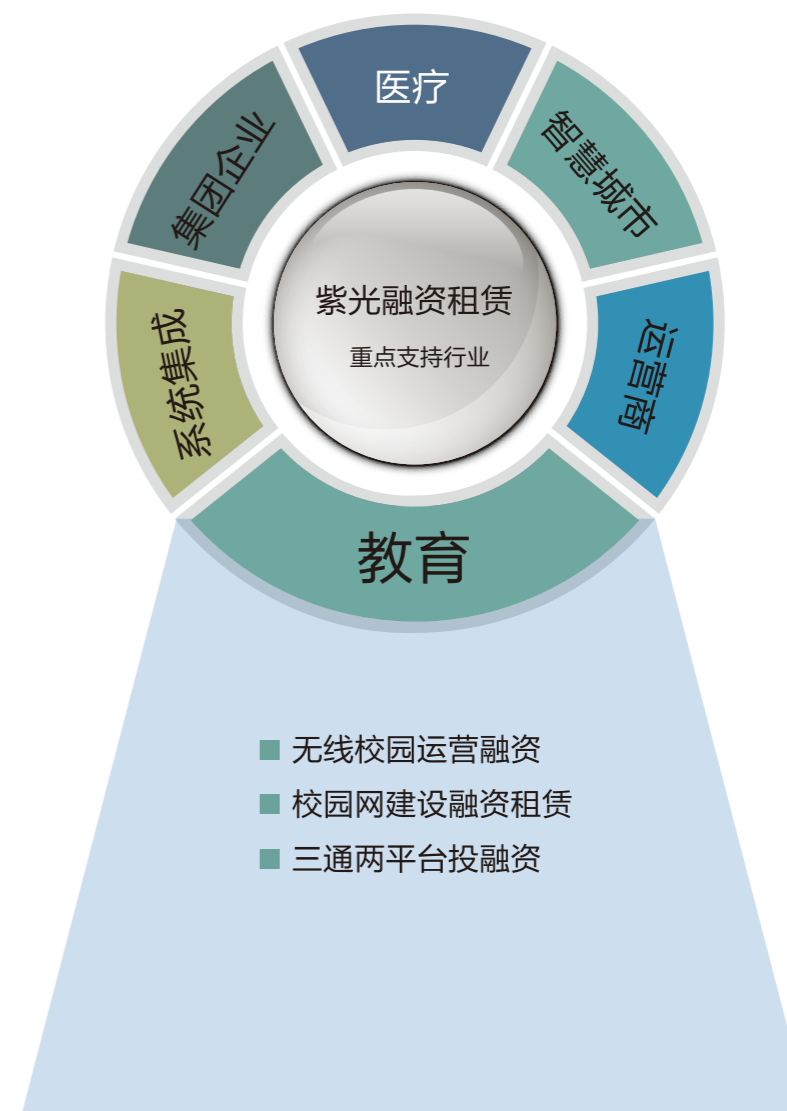 医疗
智慧城市
集团企业
紫光融资租赁
重点支持行业
系统集成
运营商
教育
无线校园运营融资
校园网建设融资租赁
三通两平台投融资